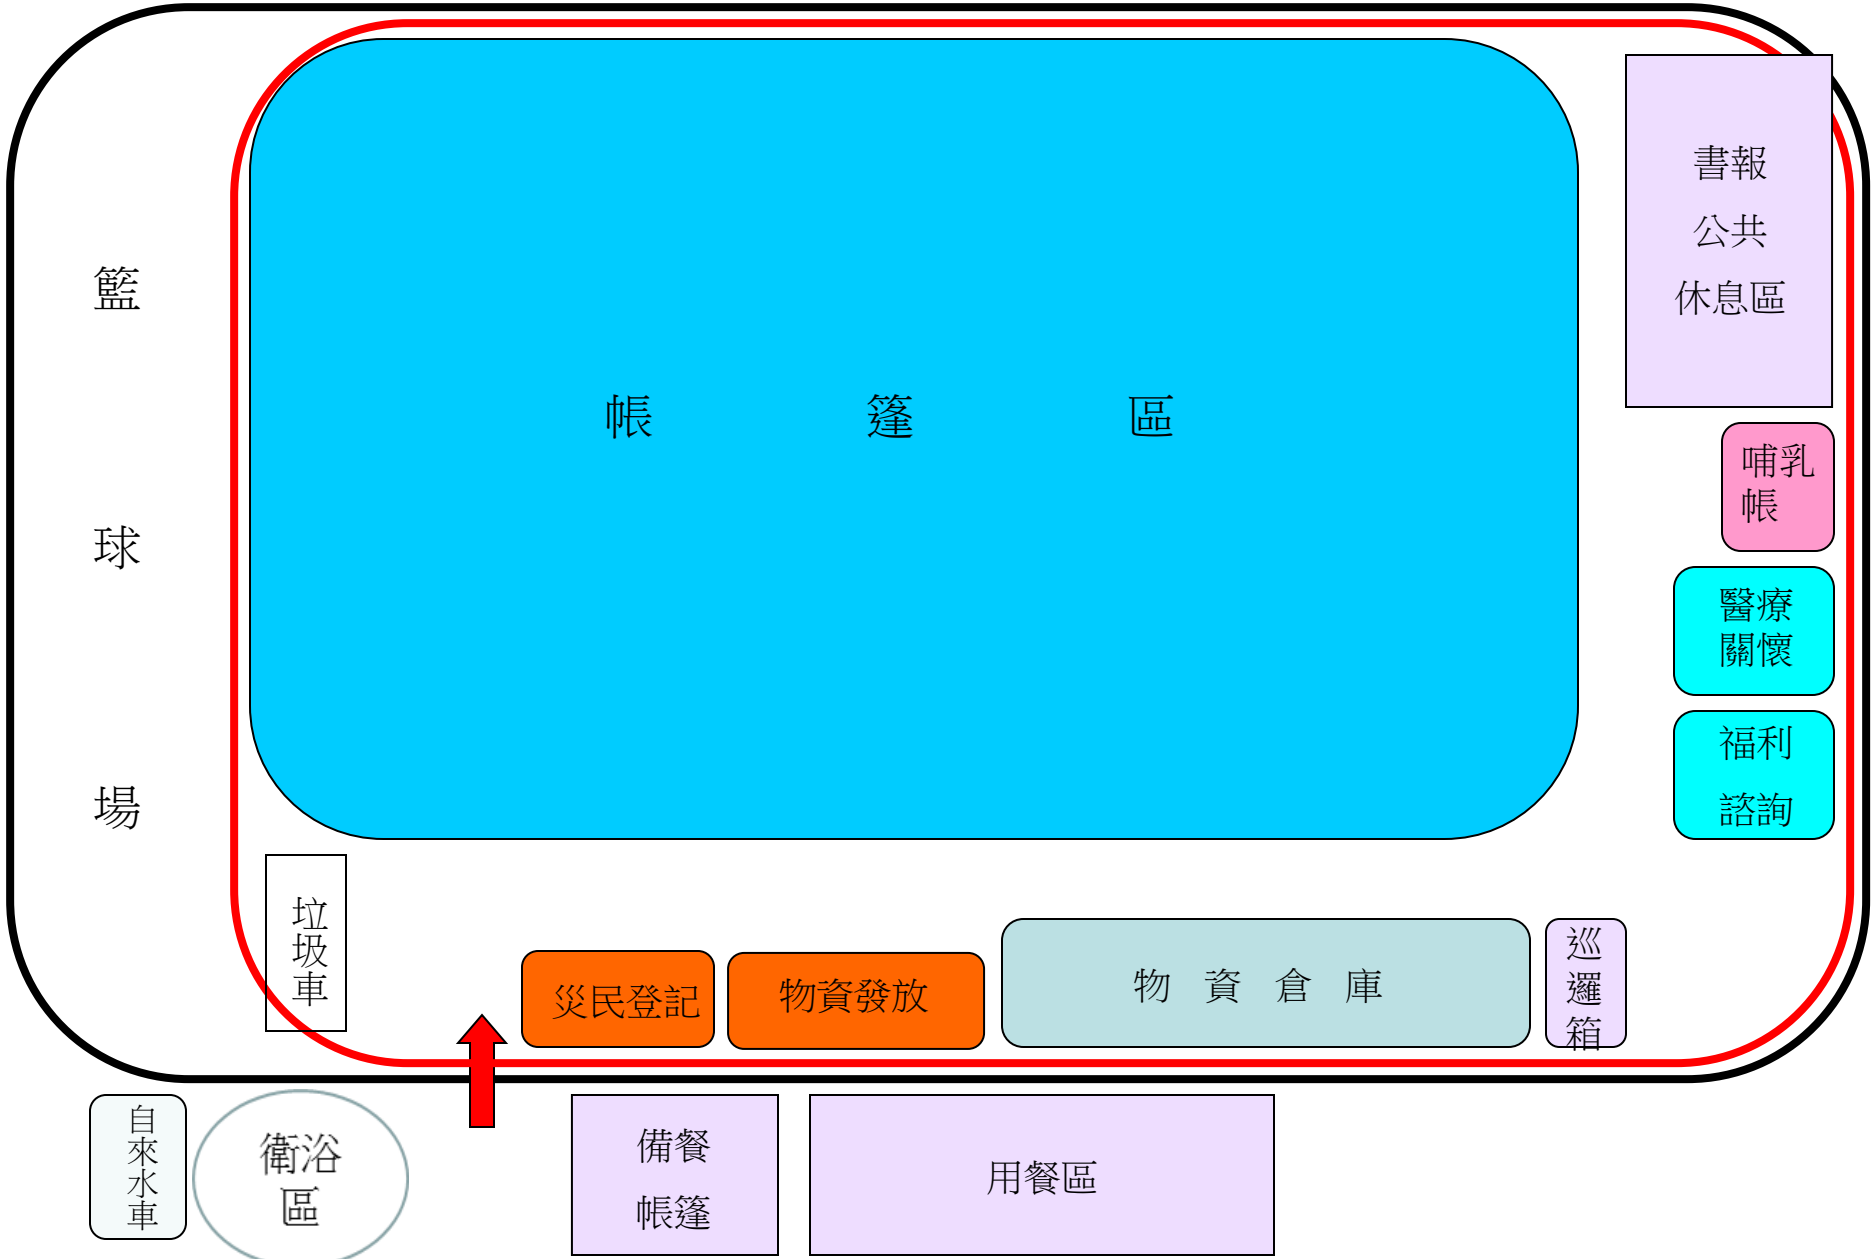 籃
球
場
帳 篷 區
書報
公共
休息區
哺乳
帳
醫療
關懷
福利
諮詢
垃
圾
車
災民登記
物資發放
物 資 倉 庫
巡
邏
箱
自
來
水
車
衛浴
區
備餐
帳篷
用餐區